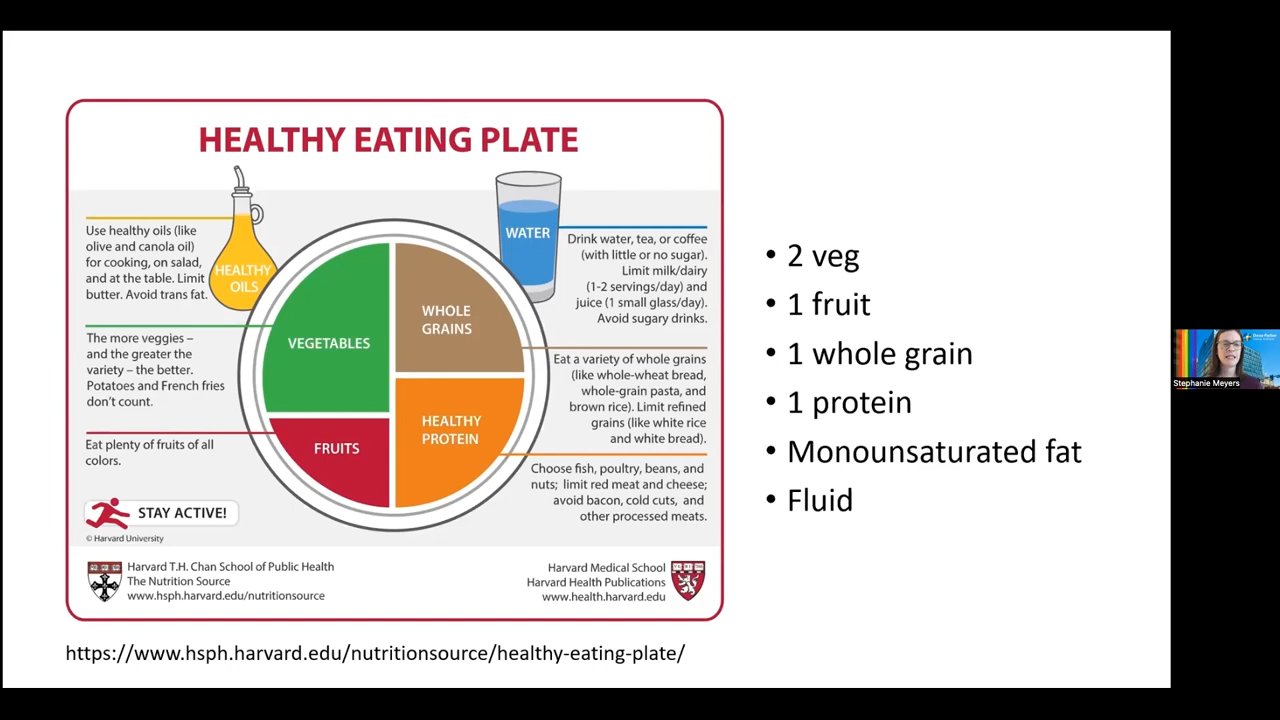 HEALTHY EATING PLATE
Use healthy oils (like
olive and canola oil)
for cooking, on salad,
and at the table. Limit
butter. Avoid trans fat.
HEALTHY
OILS
The more veggies –
and the greater the
variety – the better.
Potatoes and French fries
don't count.
Eat plenty of fruits of all
colors.
STAY ACTIVE!
© Harvard University
VEGETABLES
FRUITS
WHOLE
GRAINS
HEALTHY
PROTEIN
WATER
Drink water, tea, or coffee
(with little or no sugar).
Limit milk/dairy
(1-2 servings/day) and
juice (1 small glass/day).
Avoid sugary drinks.
Eat a variety of whole grains
(like whole-wheat bread,
whole-grain pasta, and
brown rice). Limit refined
grains (like white rice
and white bread).
Choose fish, poultry, beans, and
nuts; limit red meat and cheese;
avoid bacon, cold cuts, and
other processed meats.
Harvard T.H. Chan School of Public Health
The Nutrition Source
www.hsph.harvard.edu/nutritionsource
Harvard Medical School
Harvard Health Publications
www.health.harvard.edu
https://www.hsph.harvard.edu/nutritionsource/healthy-eating-plate/
• 2 veg
• 1 fruit
• 1 whole grain
• 1 protein
• Monounsaturated fat
• Fluid
Stephanie Meyers